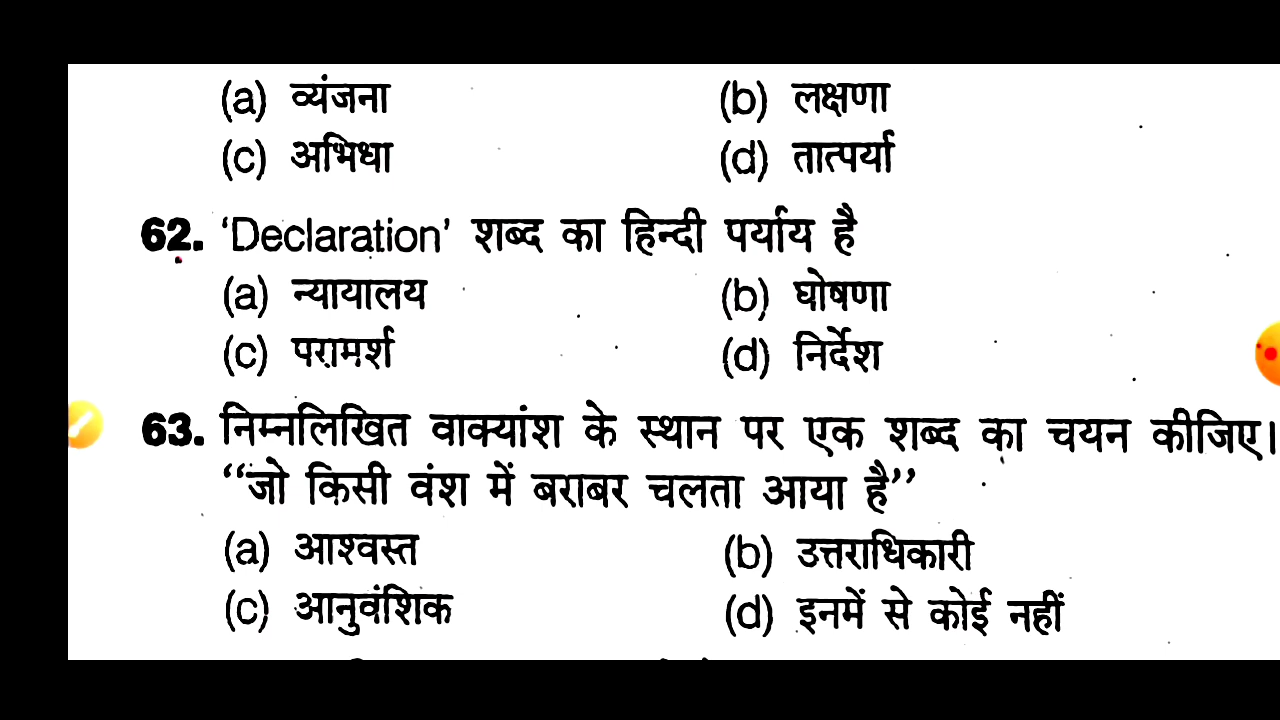 (a) व्यंजना (b) लक्षणा
(c) अभिधा (d) तात्पर्या
62. ‘Declaration’ शब्द का हिन्दी पर्याय है
(a) न्यायालय (b) घोषणा
(c) परामर्श (d) निर्देश
63. निम्नलिखित वाक्यांश के स्थान पर एक शब्द का चयन कीजिए।
“जो किसी वंश में बराबर चलता आया है”
(a) आश्वस्त (b) उत्तराधिकारी
(c) आनुवंशिक (d) इनमें से कोई नहीं